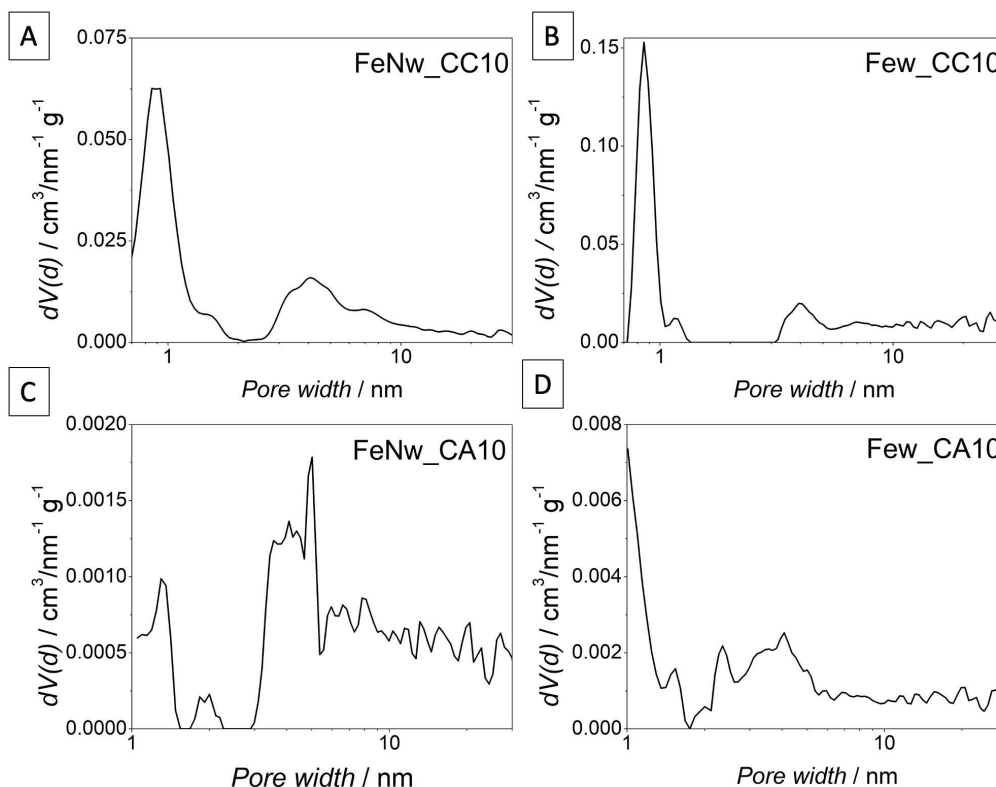 A
FeNw_CC10
0.075
0.050
0.025
0.000
dV(d) / cm³/nm⁻¹ g⁻¹
1
10
Pore width / nm
B
Few_CC10
0.15
0.10
0.05
0.00
dV(d) / cm³/nm⁻¹ g⁻¹
1
10
Pore width / nm
C
FeNw_CA10
0.0020
0.0015
0.0010
0.0005
0.0000
dV(d) / cm³/nm⁻¹ g⁻¹
1
10
Pore width / nm
D
Few_CA10
0.008
0.006
0.004
0.002
0.000
dV(d) / cm³/nm⁻¹ g⁻¹
1
10
Pore width / nm